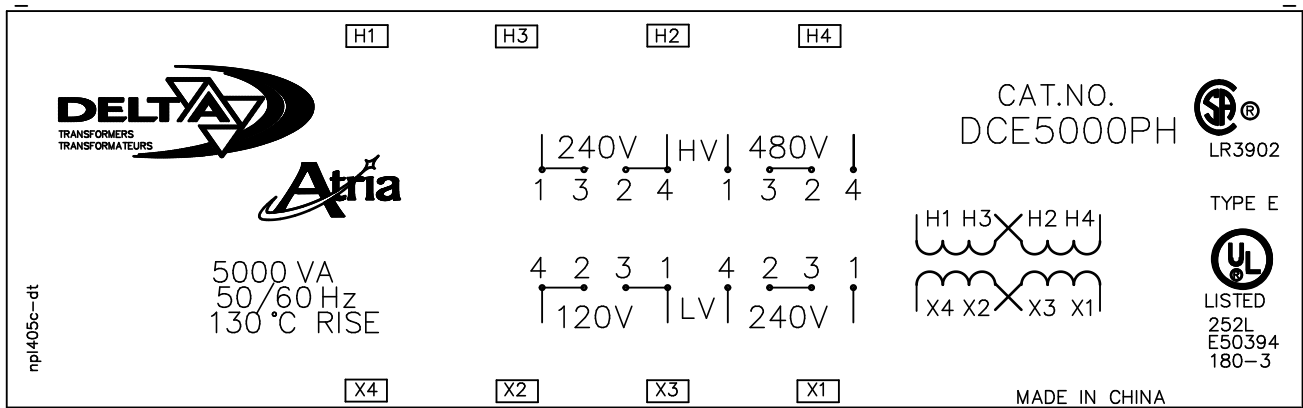 H1 H3 H2 H4
DELTA
TRANSFORMERS
TRANSFORMATEURS
Atria
5000 VA
50/60 Hz
130 °C RISE
npl405c-dt
240V HV 480V
1 3 2 4 1 3 2 4
4 2 3 1 4 2 3 1
120V LV 240V
X4 X2 X3 X1
CAT.NO.
DCE5000PH
H1 H3 H2 H4
X4 X2 X3 X1
SA ®
LR3902
TYPE E
UL ®
LISTED
252L
E50394
180-3
MADE IN CHINA